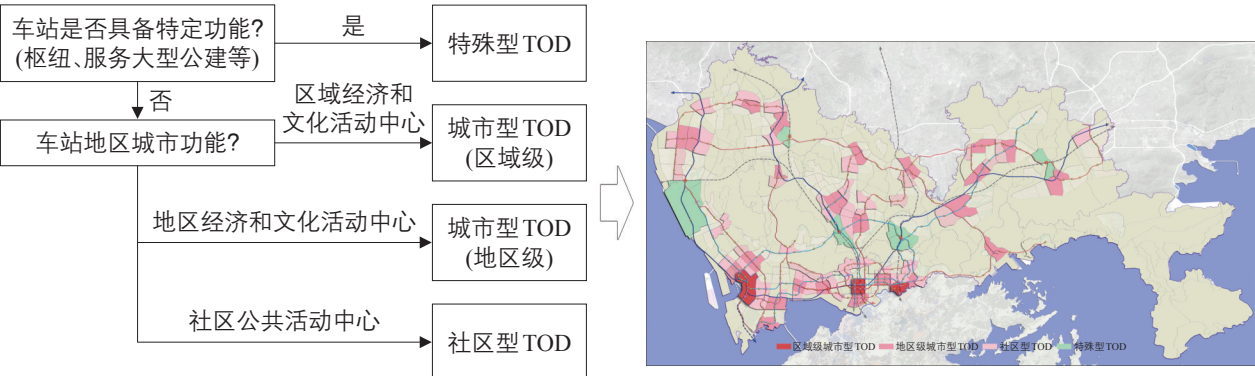 车站是否具备特定功能?
(枢纽、服务大型公建等)
是
特殊型TOD
否
车站地区城市功能?
区域经济和
文化活动中心
城市型TOD
(区域级)
地区经济和文化活动中心
城市型TOD
(地区级)
社区公共活动中心
社区型TOD
区域级城市型TOD 地区级城市型TOD 社区型TOD 特殊型TOD